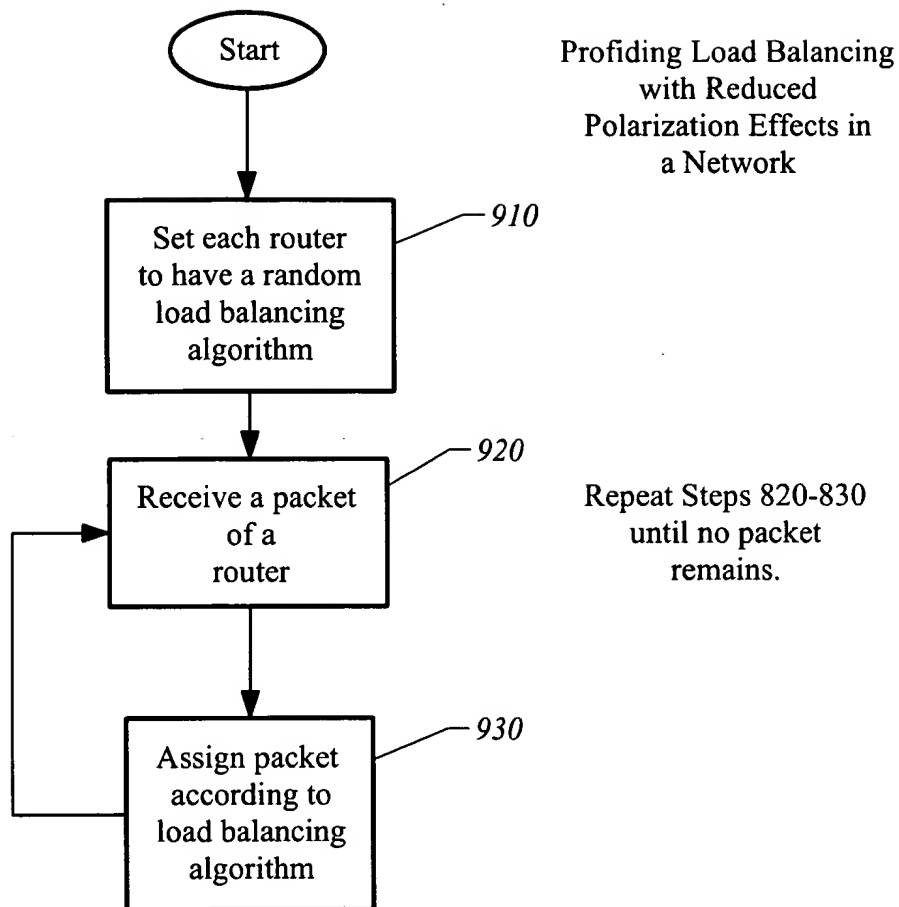 Start
Profiding Load Balancing
with Reduced
Polarization Effects in
a Network
910
Set each router
to have a random
load balancing
algorithm
920
Receive a packet
of a
router
Repeat Steps 820-830
until no packet
remains.
930
Assign packet
according to
load balancing
algorithm